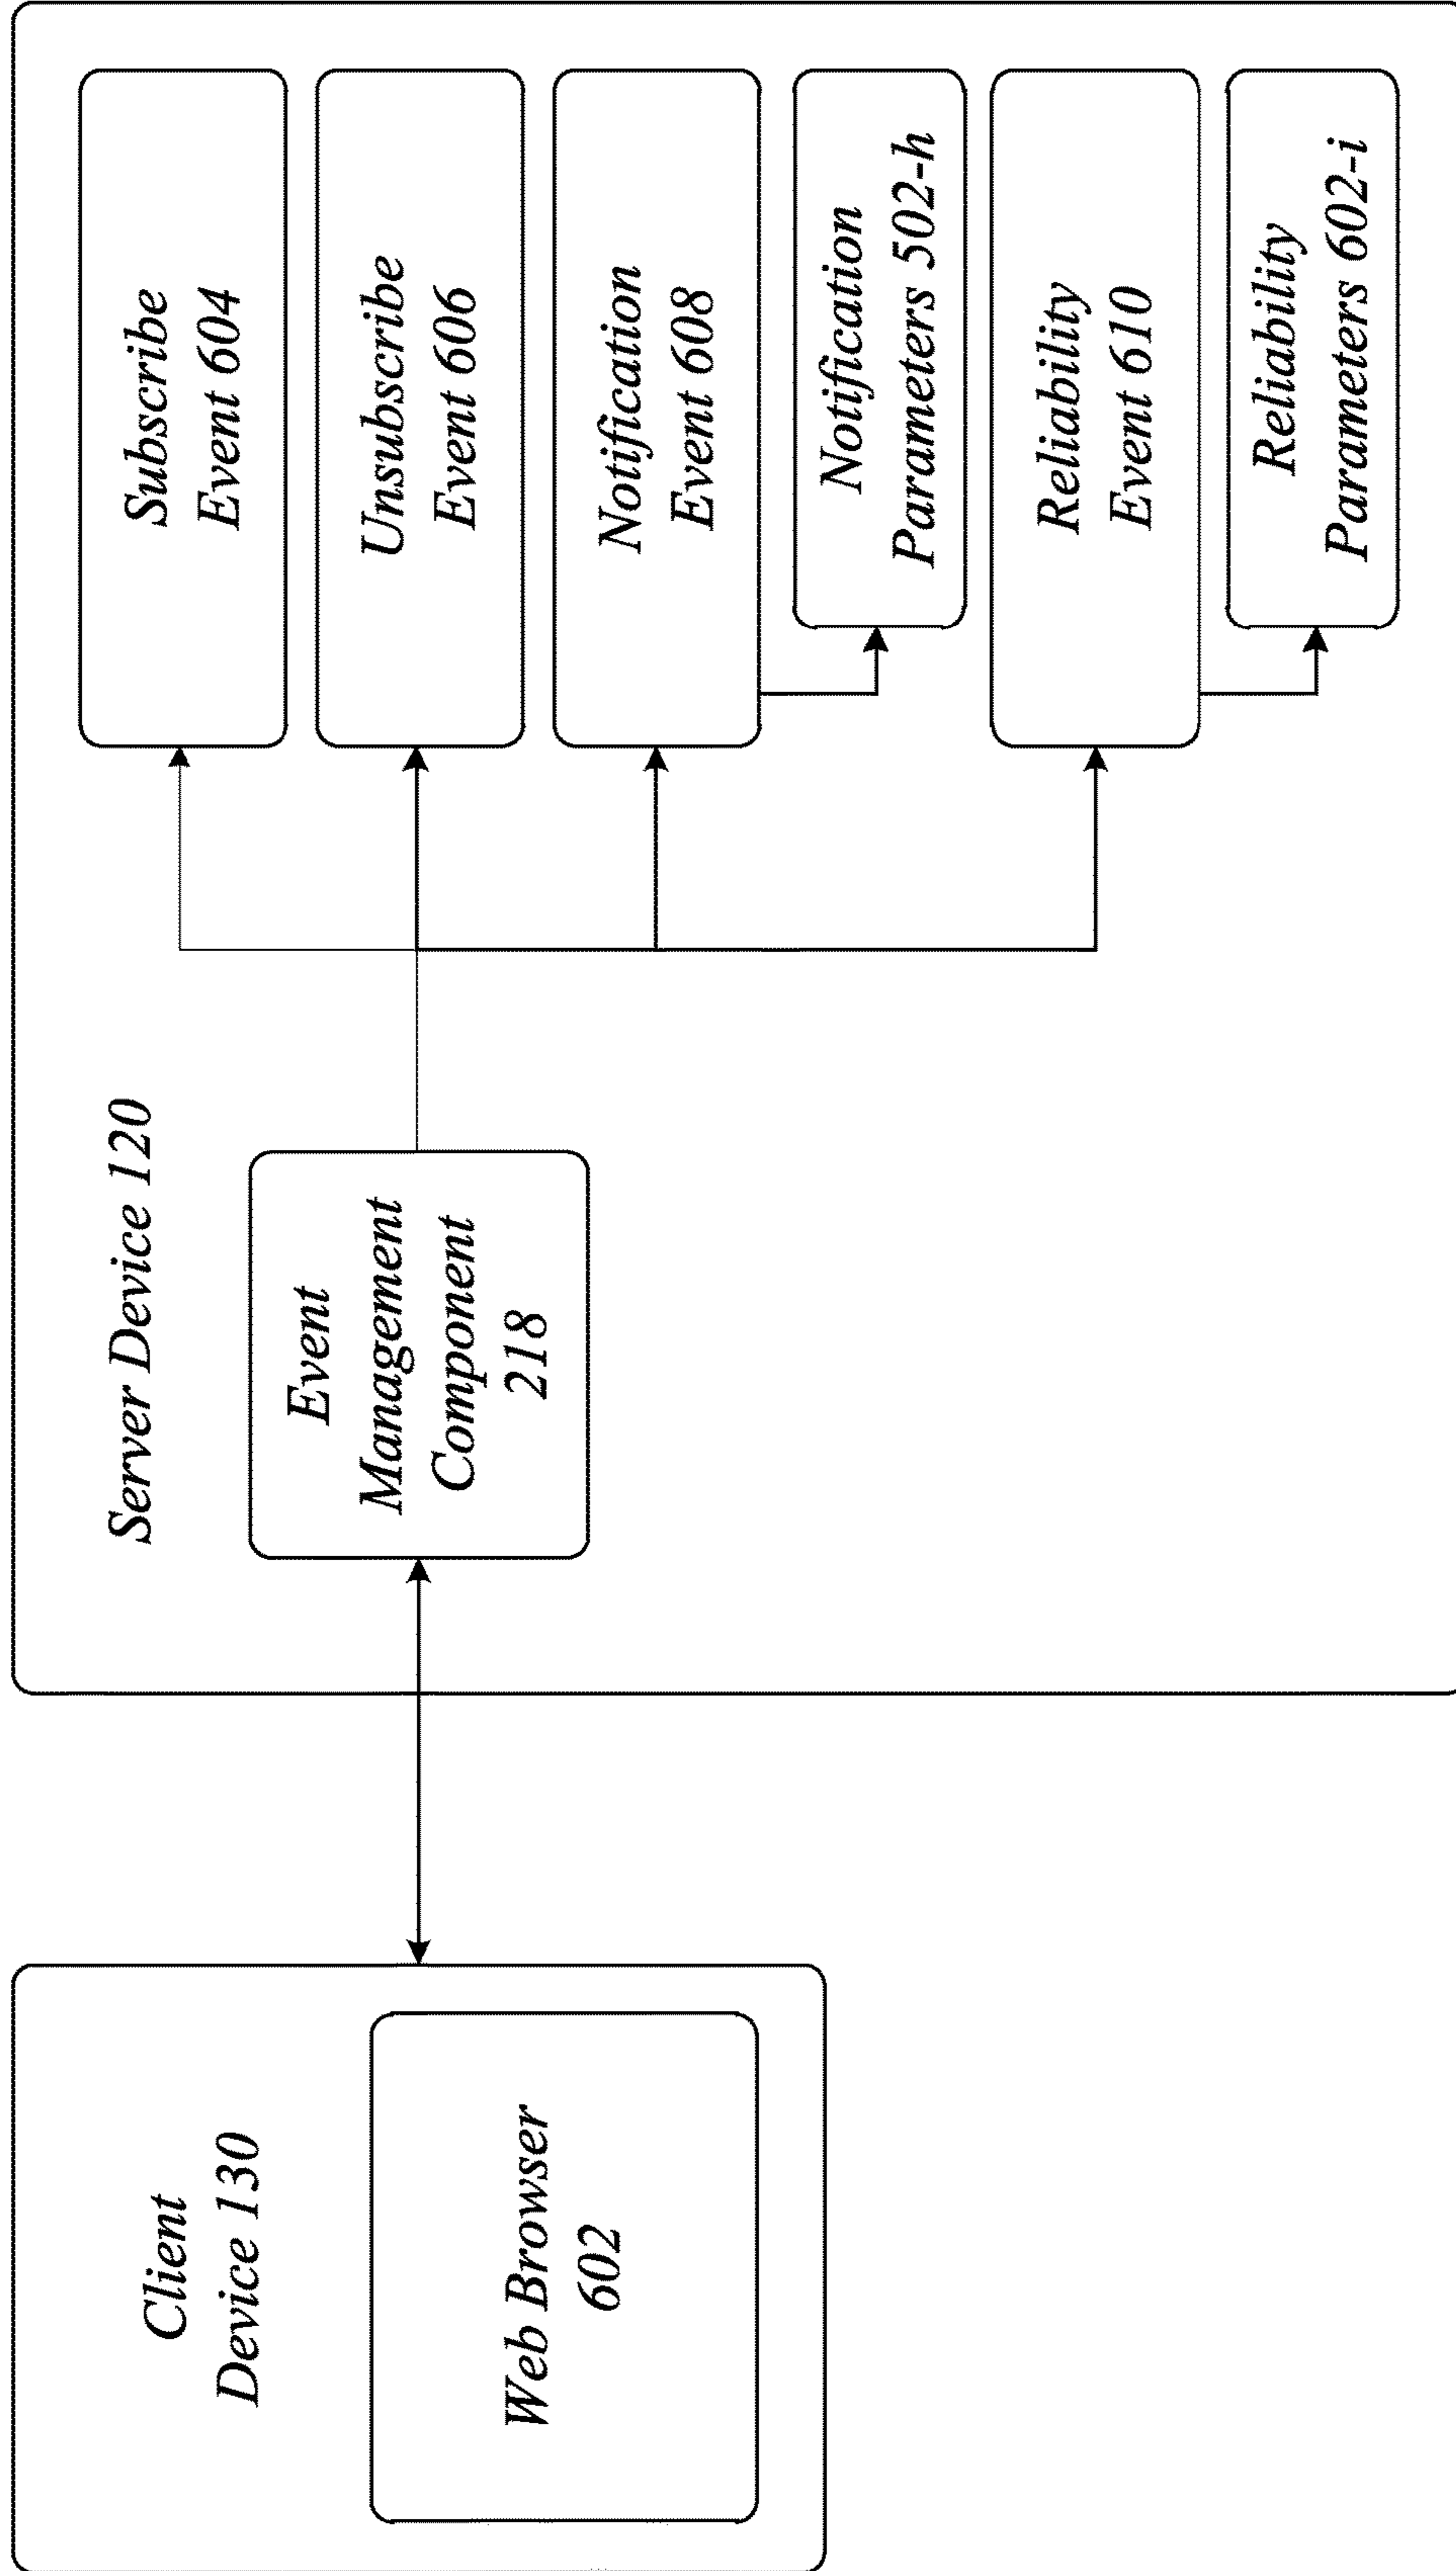 Client
Device 130
Web Browser
602
Server Device 120
Event
Management
Component
218
Subscribe
Event 604
Unsubscribe
Event 606
Notification
Event 608
Notification
Parameters 502-h
Reliability
Event 610
Reliability
Parameters 602-i